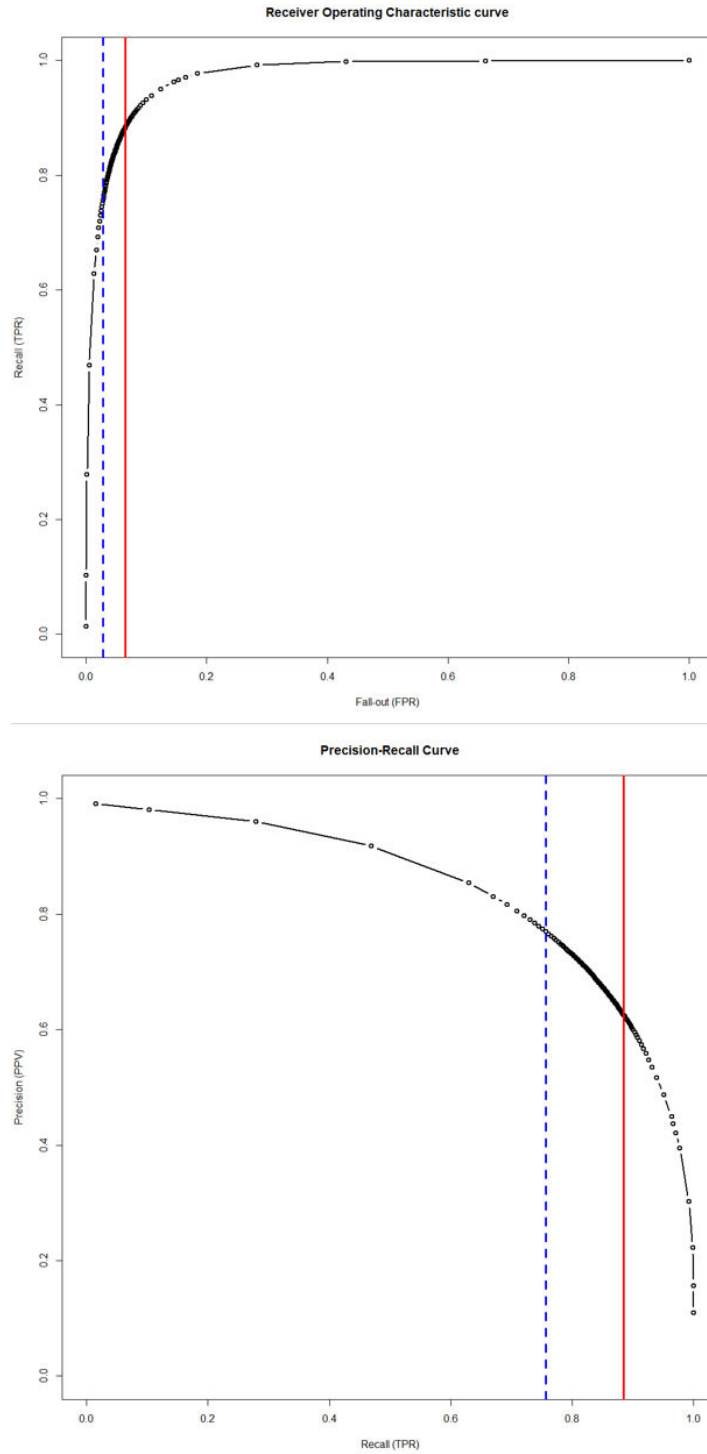 Receiver Operating Characteristic curve
Recall (TPR)
1.0
0.8
0.6
0.4
0.2
0.0
0.0 0.2 0.4 0.6 0.8 1.0
Fall-out (FPR)
Precision-Recall Curve
Precision (PPV)
1.0
0.8
0.6
0.4
0.2
0.0
0.0 0.2 0.4 0.6 0.8 1.0
Recall (TPR)